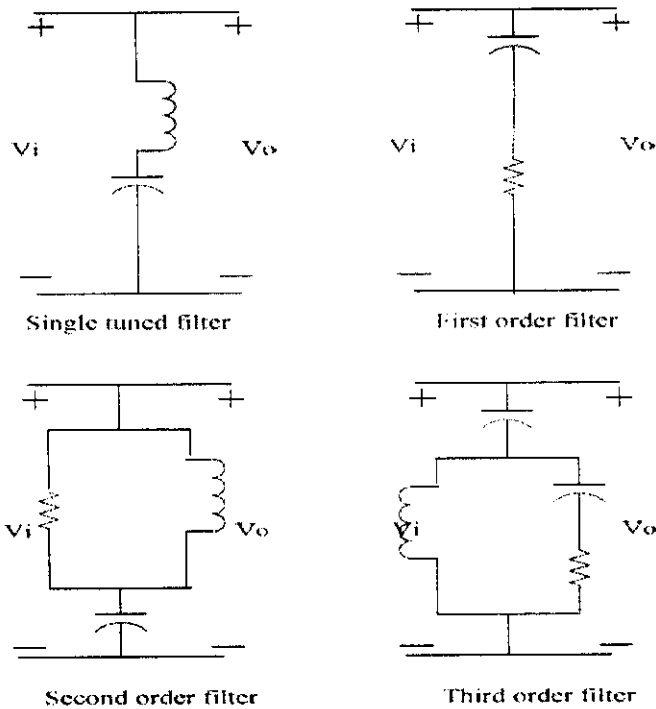 + + + +
Vi Vo Vi Vo
— — — —
Single tuned filter First order filter
+ + + +
Vi Vo Vi Vo
— — — —
Second order filter Third order filter